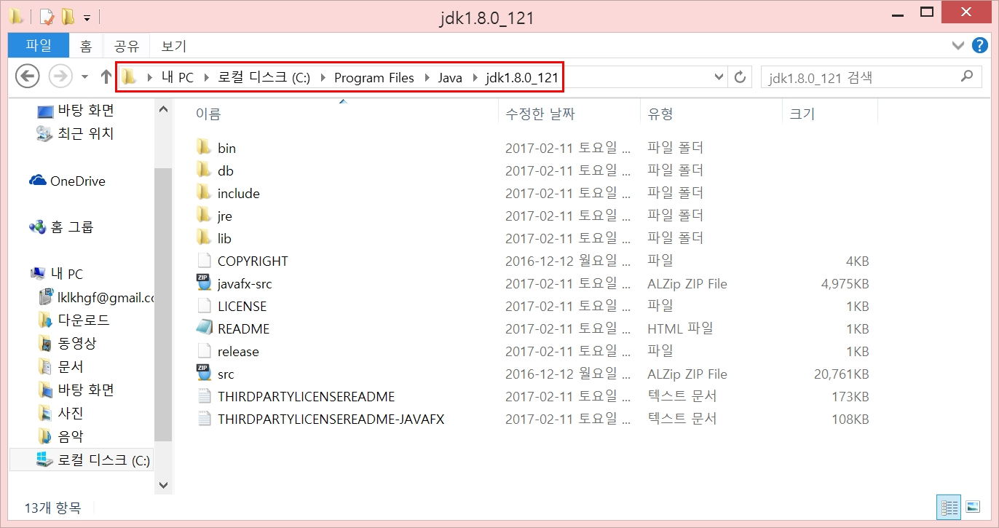 jdk1.8.0_121
파일 홈 공유 보기
내 PC 로컬 디스크 (C:) Program Files Java jdk1.8.0_121 jdk1.8.0_121 검색
바탕 화면
최근 위치
OneDrive
홈 그룹
내 PC
lklkhgf@gmail.cc
다운로드
동영상
문서
바탕 화면
사진
음악
로컬 디스크 (C:)
이름 수정한 날짜 유형 크기
bin 2017-02-11 토요일 ... 파일 폴더
db 2017-02-11 토요일 ... 파일 폴더
include 2017-02-11 토요일 ... 파일 폴더
jre 2017-02-11 토요일 ... 파일 폴더
lib 2017-02-11 토요일 ... 파일 폴더
COPYRIGHT 2016-12-12 월요일 ... 파일 4KB
ZIP javafx-src 2017-02-11 토요일 ... ALZip ZIP File 4,975KB
LICENSE 2017-02-11 토요일 ... 파일 1KB
README 2017-02-11 토요일 ... HTML 파일 1KB
release 2017-02-11 토요일 ... 파일 1KB
ZIP src 2016-12-12 월요일 ... ALZip ZIP File 20,761KB
THIRDPARTYLICENSEREADME 2017-02-11 토요일 ... 텍스트 문서 173KB
THIRDPARTYLICENSEREADME-JAVAFX 2017-02-11 토요일 ... 텍스트 문서 108KB
13개 항목